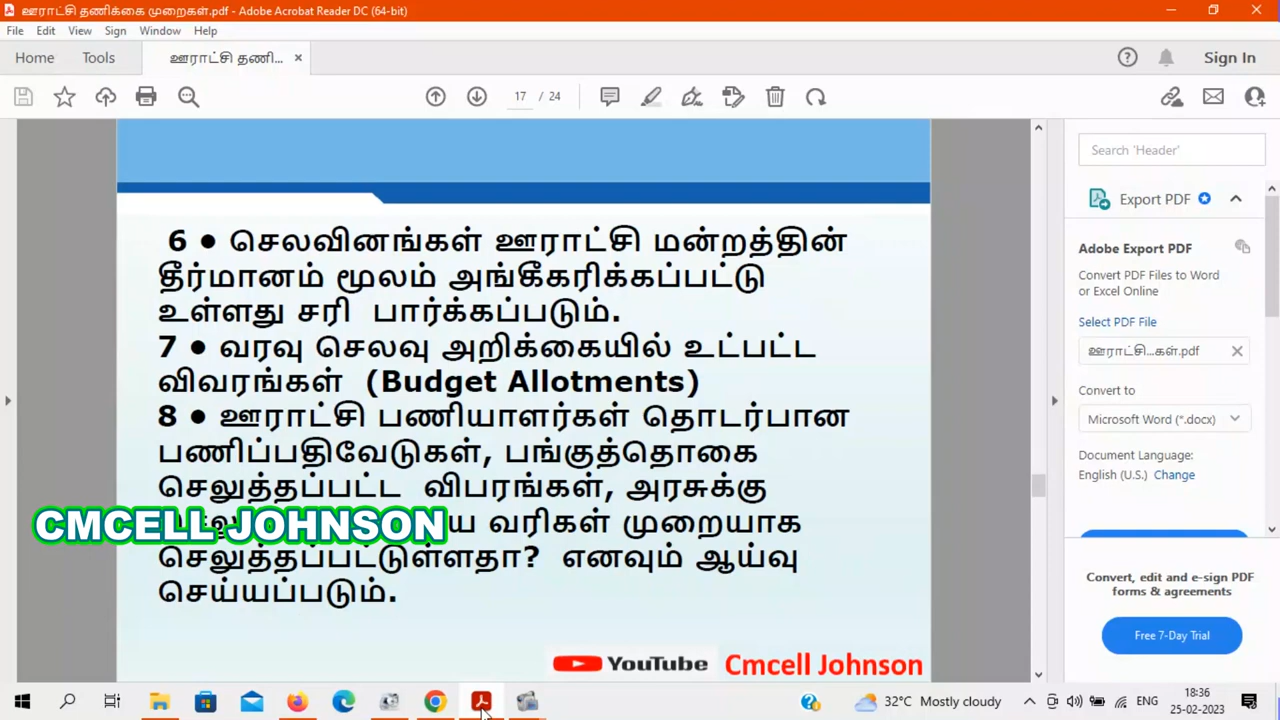 ஊராட்சி தணிக்கை முறைகள்.pdf - Adobe Acrobat Reader DC (64-bit)
File Edit View Sign Window Help
Home Tools ஊராட்சி தணி... Sign In
17 / 24
Search 'Header'
Export PDF
Adobe Export PDF
Convert PDF Files to Word
or Excel Online
Select PDF File
ஊராட்சி...கள்.pdf
Convert to
Microsoft Word (*.docx)
Document Language:
English (U.S.) Change
Convert, edit and e-sign PDF
forms & agreements
Free 7-Day Trial
6 • செலவினங்கள் ஊராட்சி மன்றத்தின்
தீர்மானம் மூலம் அங்கீகரிக்கப்பட்டு
உள்ளது சரி பார்க்கப்படும்.
7 • வரவு செலவு அறிக்கையில் உட்பட்ட
விவரங்கள் (Budget Allotments)
8 • ஊராட்சி பணியாளர்கள் தொடர்பான
பணிப்பதிவேடுகள், பங்குத்தொகை
செலுத்தப்பட்ட விபரங்கள், அரசுக்கு
வரிகள் முறையாக
செலுத்தப்பட்டுள்ளதா? எனவும் ஆய்வு
செய்யப்படும்.
CMCELL JOHNSON
YouTube Cmcell Johnson
32°C Mostly cloudy
ENG
18:36
25-02-2023